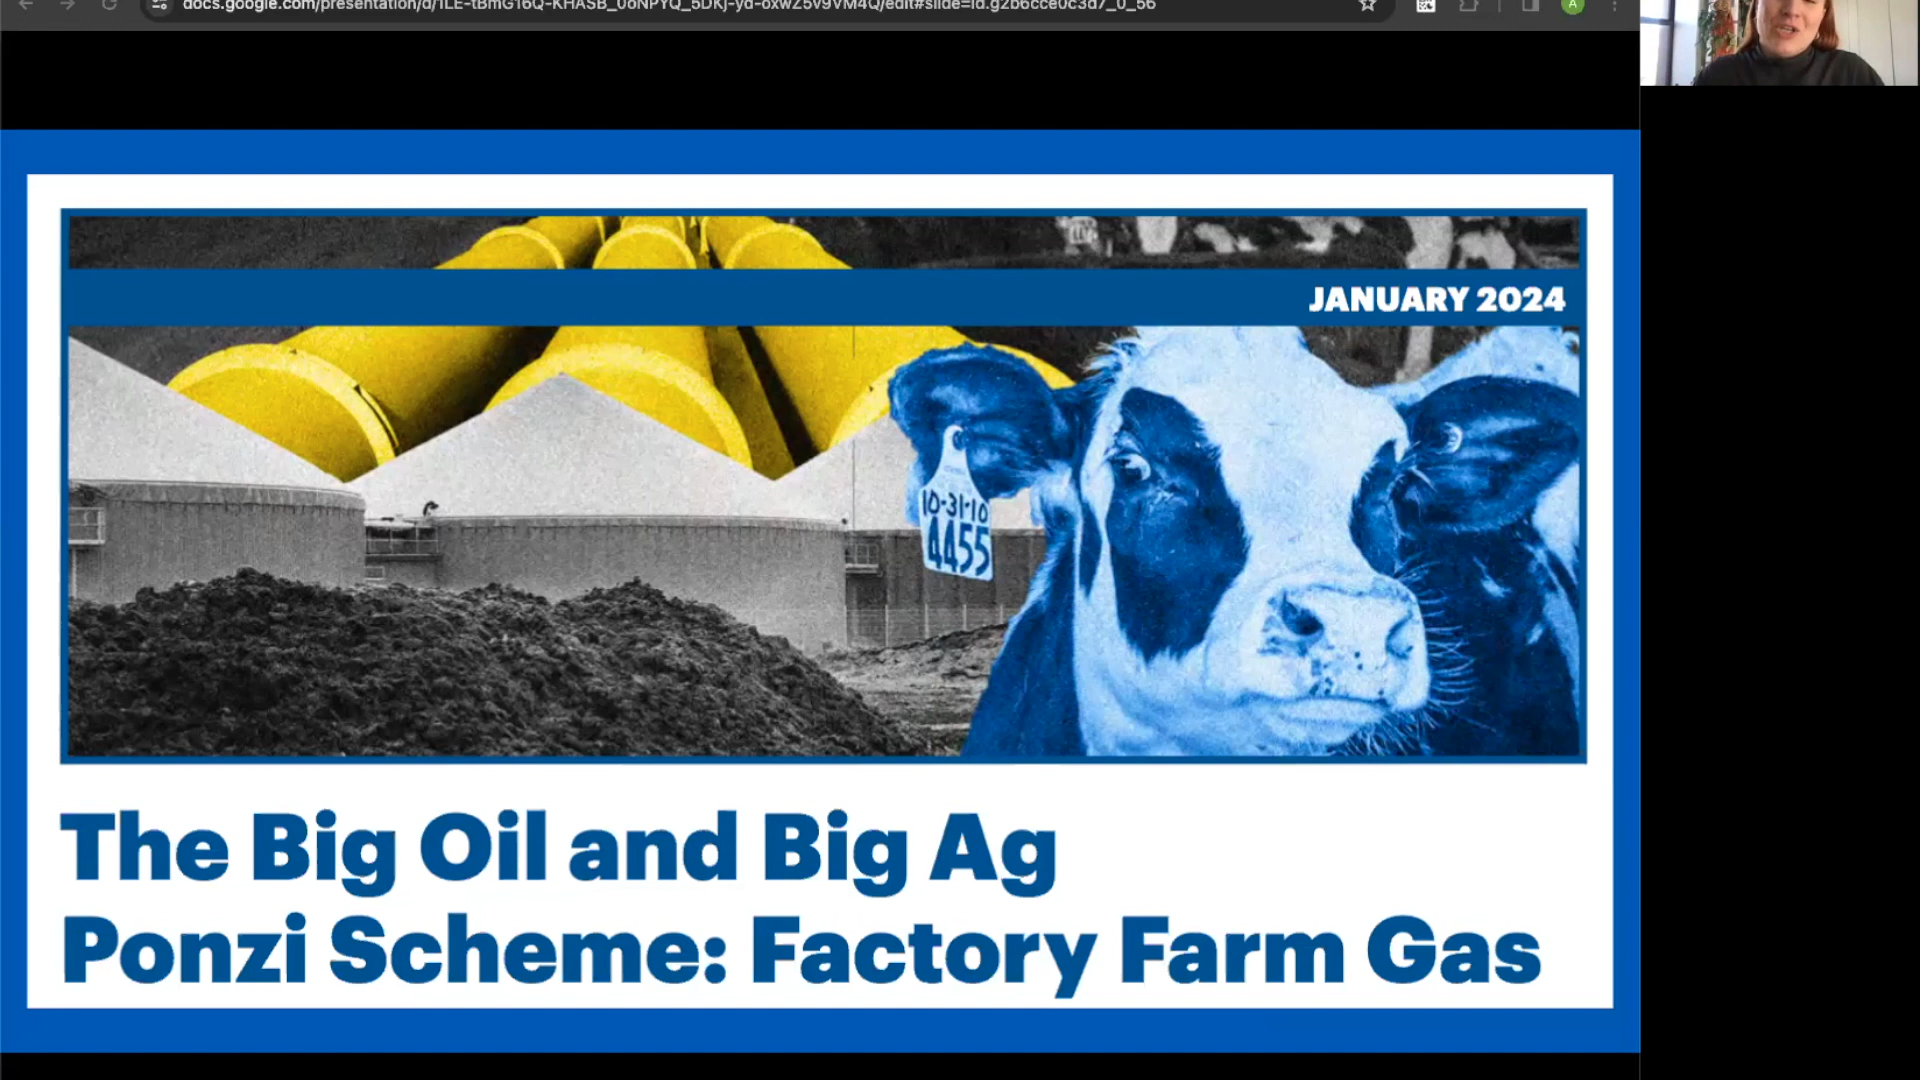 JANUARY 2024
10-31-10
4455
The Big Oil and Big Ag
Ponzi Scheme: Factory Farm Gas
A